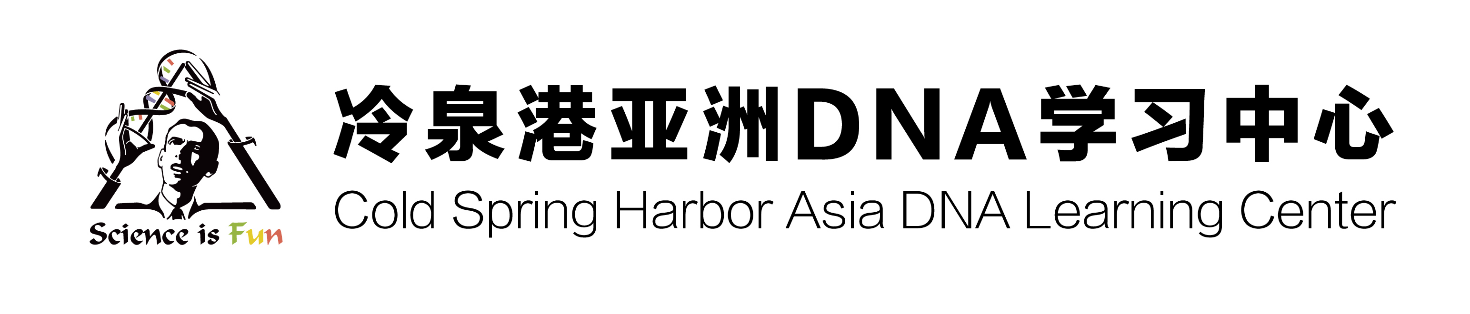 冷泉港亚洲DNA学习中心
Cold Spring Harbor Asia DNA Learning Center
Science is Fun